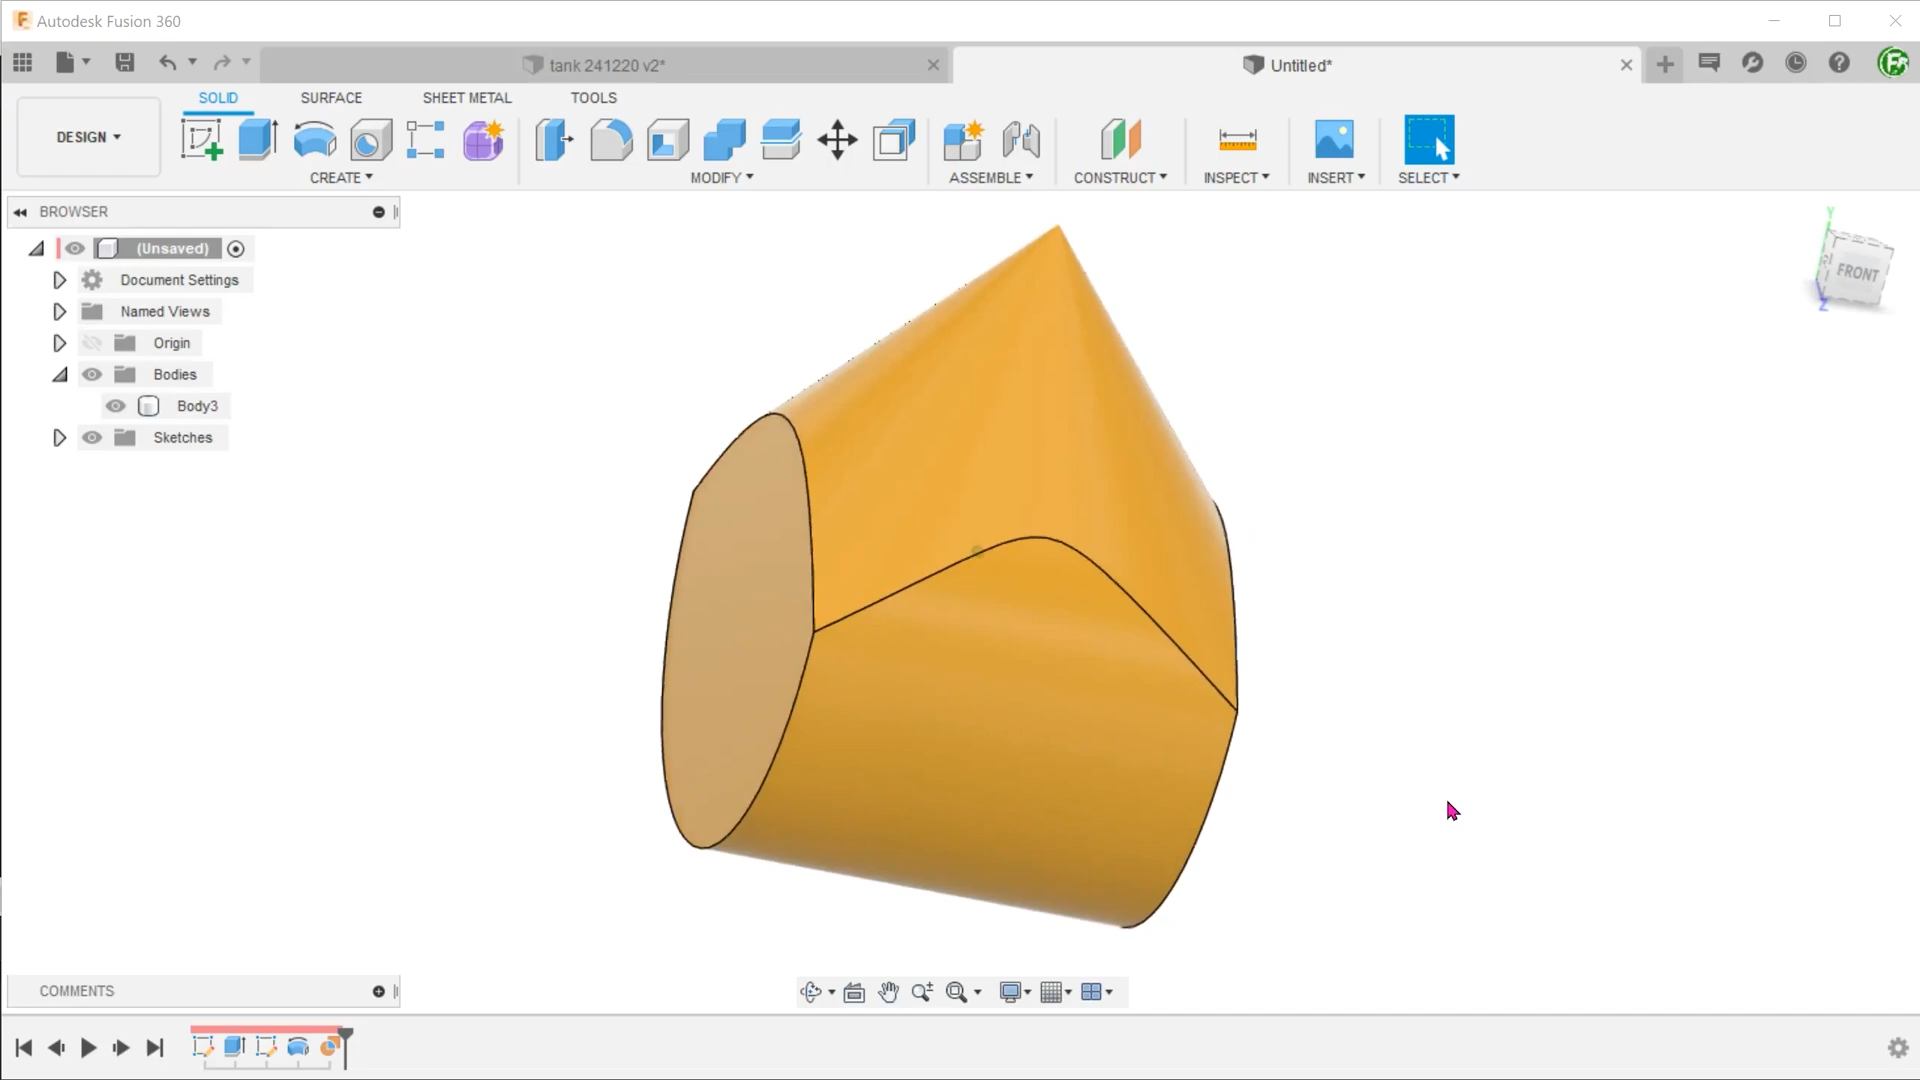 Autodesk Fusion 360
tank 241220 v2*
Untitled*
SOLID
SURFACE
SHEET METAL
TOOLS
DESIGN
CREATE
MODIFY
ASSEMBLE
CONSTRUCT
INSPECT
INSERT
SELECT
BROWSER
(Unsaved)
Document Settings
Named Views
Origin
Bodies
Body3
Sketches
Y
FRONT
Z
COMMENTS